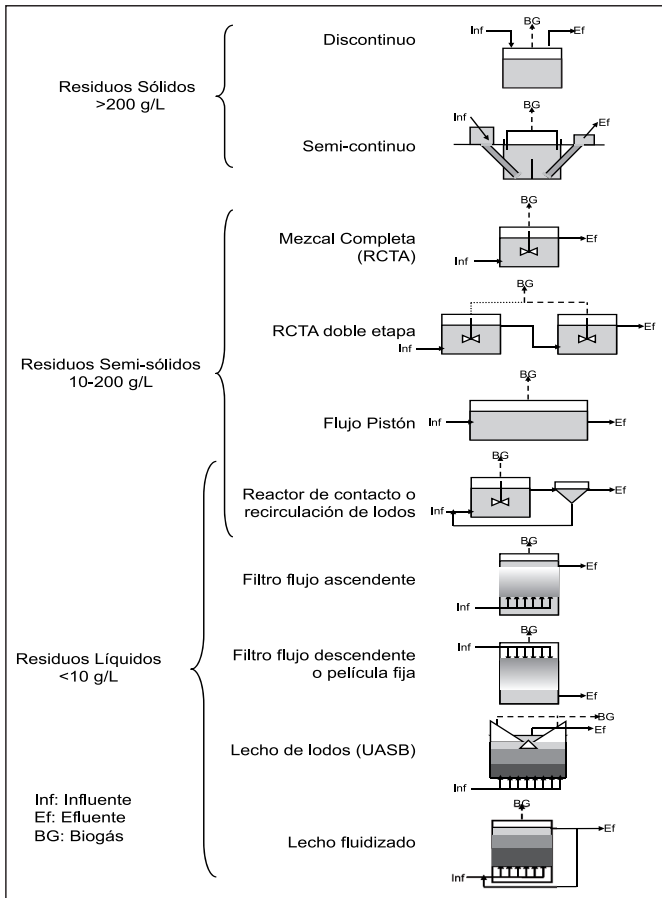 BG
Inf
Ef
Discontinuo
Residuos Sólidos
>200 g/L
BG
Inf
Ef
Semi-continuo
BG
Mezcal Completa
(RCTA)
Ef
Inf
BG
RCTA doble etapa
Ef
Inf
Residuos Semi-sólidos
10-200 g/L
BG
Flujo Pistón
Inf
Ef
BG
Reactor de contacto o
recirculación de lodos
Ef
Inf
BG
Ef
Filtro flujo ascendente
Inf
BG
Inf
Filtro flujo descendente
o película fija
Ef
Residuos Líquidos
<10 g/L
BG
Ef
Lecho de lodos (UASB)
Inf
BG
Ef
Lecho fluidizado
Inf
Inf: Influente
Ef: Efluente
BG: Biogás